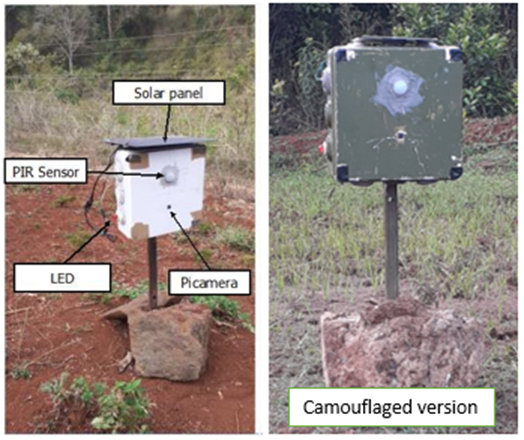 Solar panel
PIR Sensor
LED
Picamera
Camouflaged version